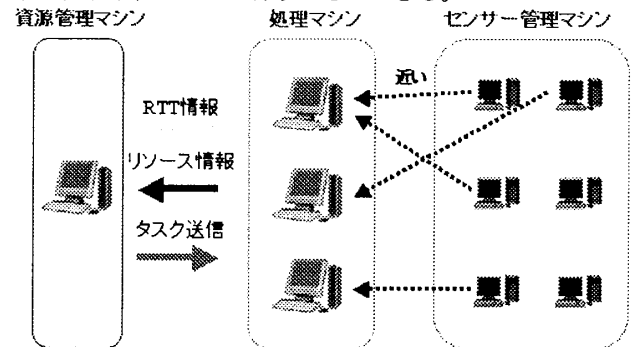 資源管理マシン
処理マシン
センサー管理マシン
近い
RTT情報
リソース情報
タスク送信